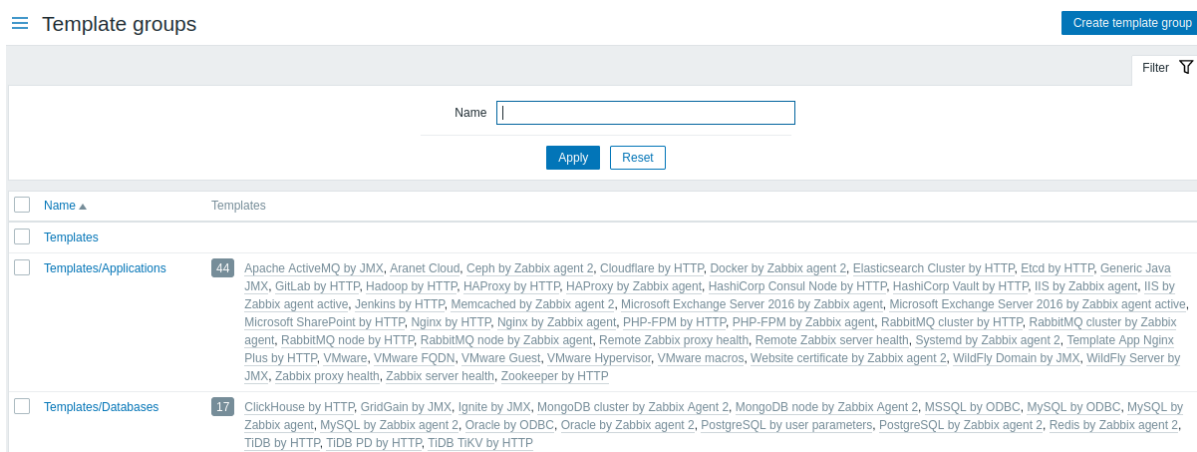 Template groups
Create template group
Filter
Name
Apply Reset
Name Templates
Templates
Templates/Applications 44 Apache ActiveMQ by JMX, Aranet Cloud, Ceph by Zabbix agent 2, Cloudflare by HTTP, Docker by Zabbix agent 2, Elasticsearch Cluster by HTTP, Etcd by HTTP, Generic Java
JMX, GitLab by HTTP, Hadoop by HTTP, HAProxy by HTTP, HAProxy by Zabbix agent, HashiCorp Consul Node by HTTP, HashiCorp Vault by HTTP, IIS by Zabbix agent, IIS by
Zabbix agent active, Jenkins by HTTP, Memcached by Zabbix agent 2, Microsoft Exchange Server 2016 by Zabbix agent, Microsoft Exchange Server 2016 by Zabbix agent active,
Microsoft SharePoint by HTTP, Nginx by HTTP, Nginx by Zabbix agent, PHP-FPM by HTTP, PHP-FPM by Zabbix agent, RabbitMQ cluster by HTTP, RabbitMQ cluster by Zabbix
agent, RabbitMQ node by HTTP, RabbitMQ node by Zabbix agent, Remote Zabbix proxy health, Remote Zabbix server health, Systemd by Zabbix agent 2, Template App Nginx
Plus by HTTP, VMware, VMware FQDN, VMware Guest, VMware Hypervisor, VMware macros, Website certificate by Zabbix agent 2, WildFly Domain by JMX, WildFly Server by
JMX, Zabbix proxy health, Zabbix server health, Zookeeper by HTTP
Templates/Databases 17 ClickHouse by HTTP, GridGain by JMX, Ignite by JMX, MongoDB cluster by Zabbix Agent 2, MongoDB node by Zabbix Agent 2, MSSQL by ODBC, MySQL by ODBC, MySQL by
Zabbix agent, MySQL by Zabbix agent 2, Oracle by ODBC, Oracle by Zabbix agent 2, PostgreSQL by user parameters, PostgreSQL by Zabbix agent 2, Redis by Zabbix agent 2,
TiDB by HTTP, TiDB PD by HTTP, TiDB TiKV by HTTP